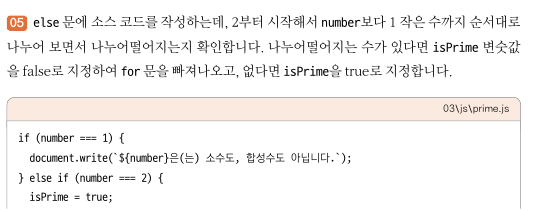 05 else 문에 소스 코드를 작성하는데, 2부터 시작해서 number보다 1 작은 수까지 순서대로
나누어 보면서 나누어떨어지는지 확인합니다. 나누어떨어지는 수가 있다면 isPrime 변숫값
을 false로 지정하여 for 문을 빠져나오고, 없다면 isPrime을 true로 지정합니다.
03\js\prime.js
if (number === 1) {
  document.write(`${number}은(는) 소수도, 합성수도 아닙니다.`);
} else if (number === 2) {
  isPrime = true;